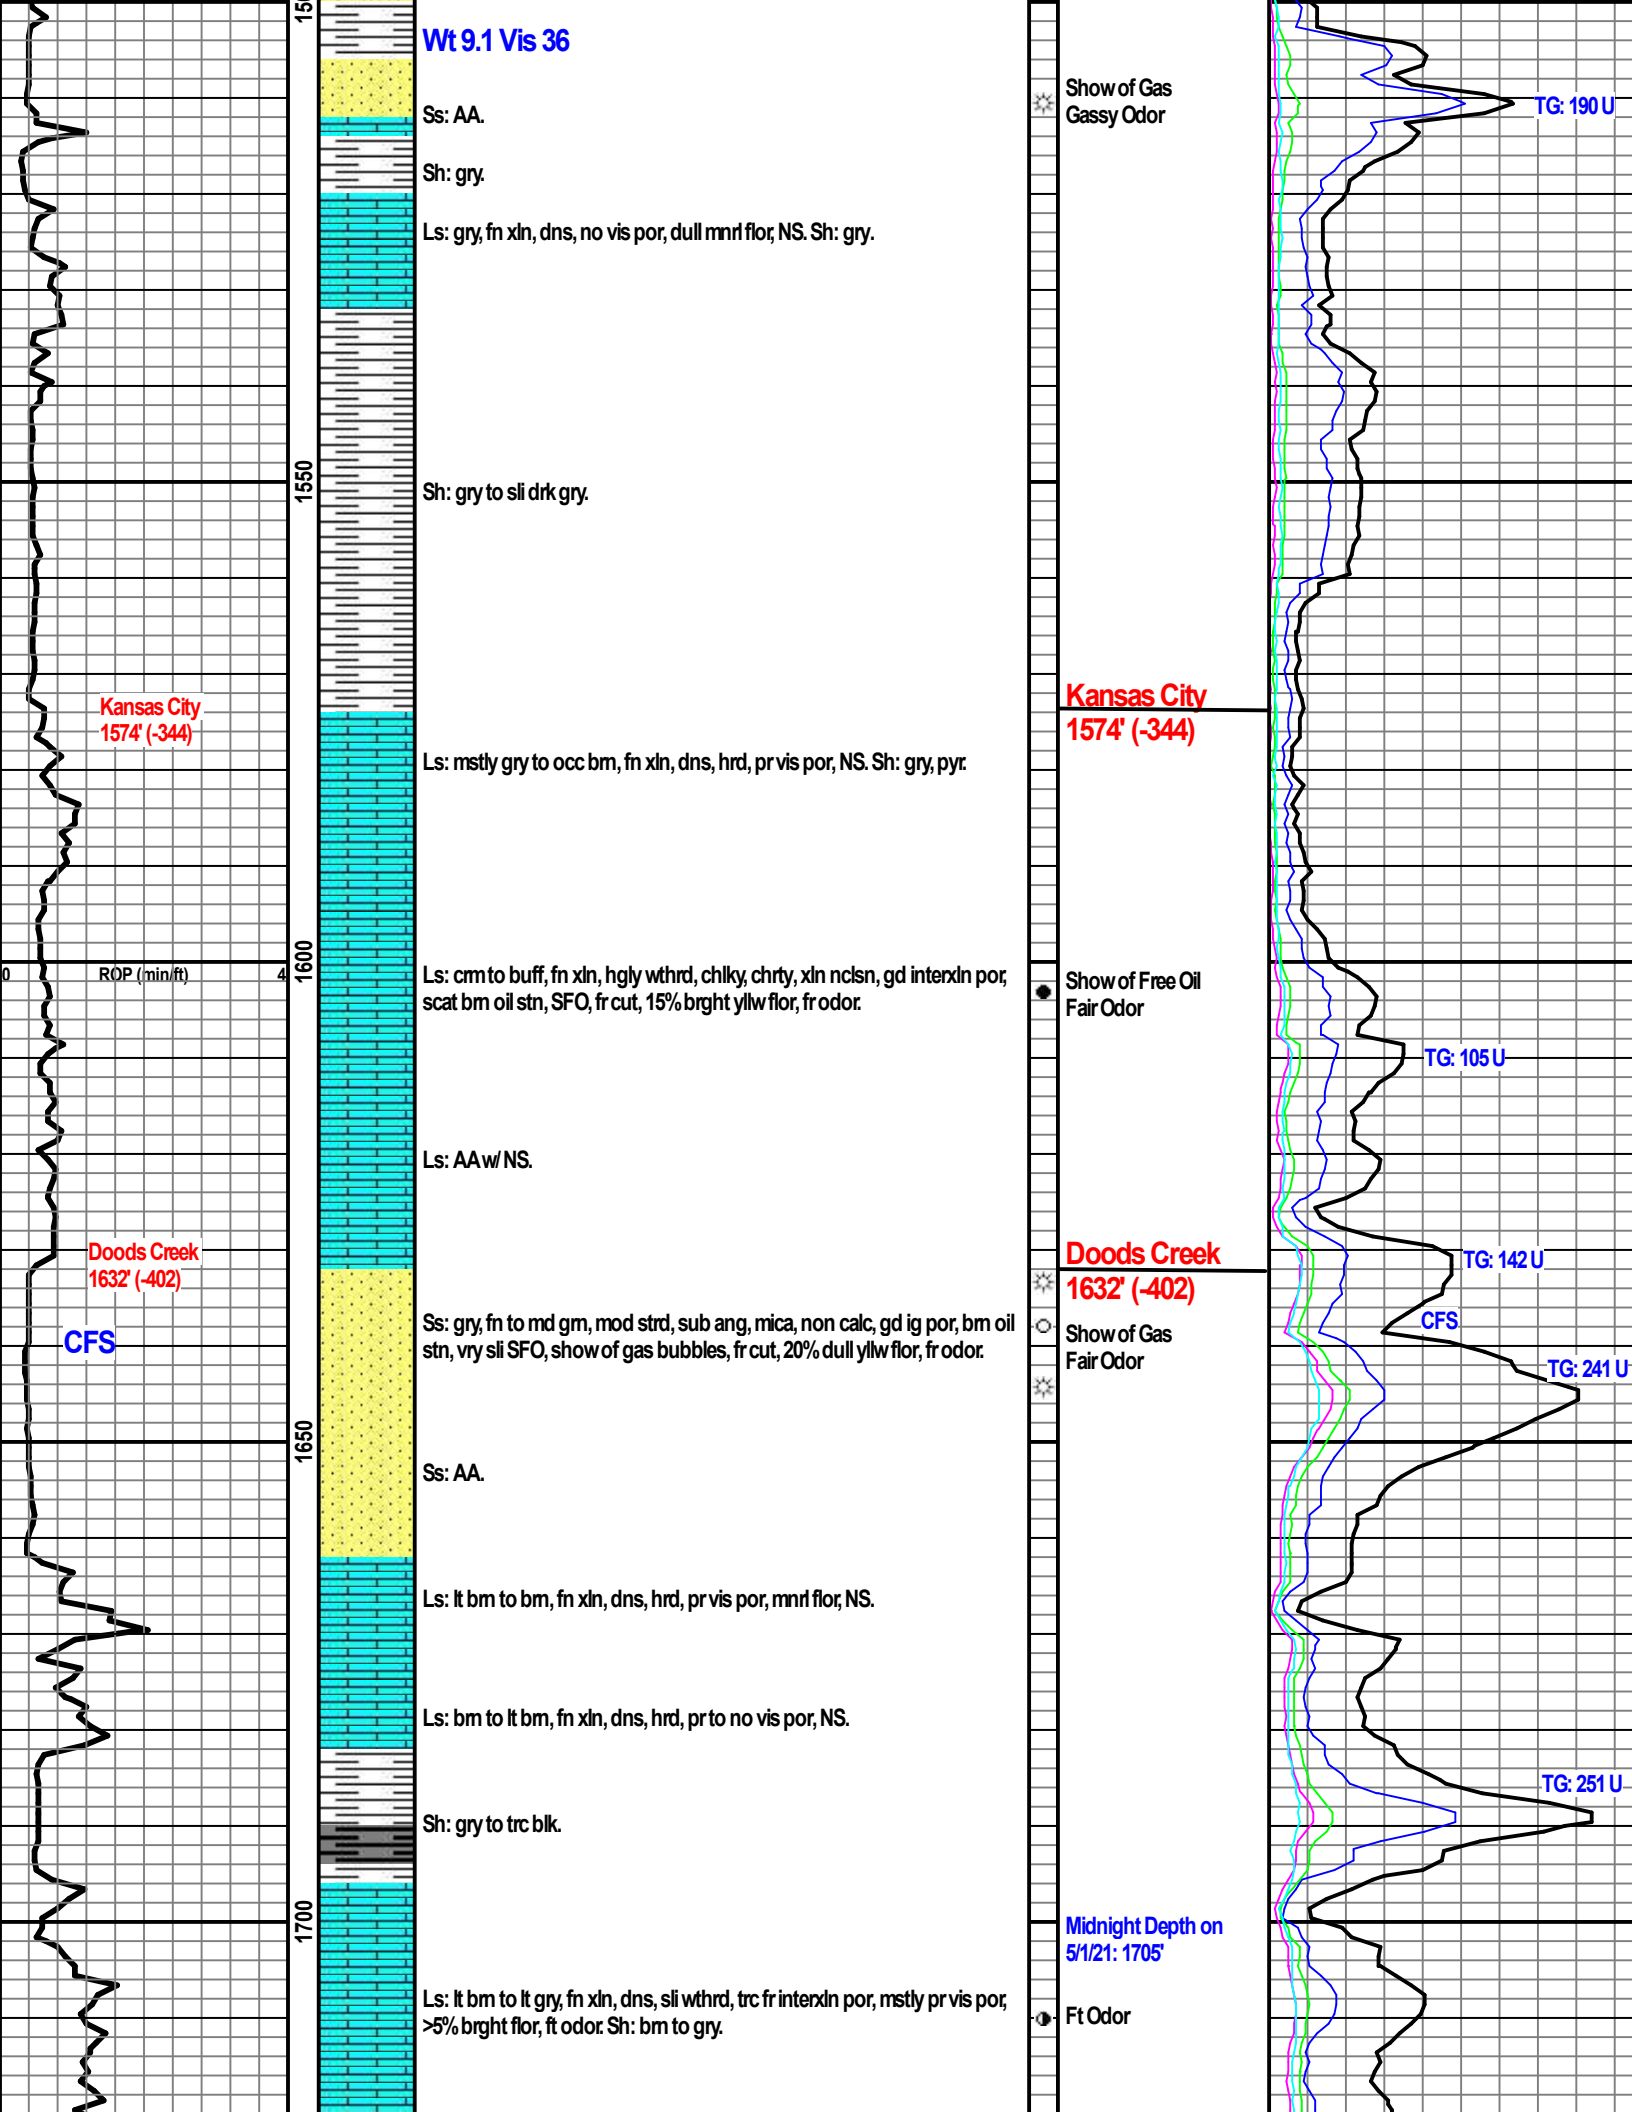 Wt 9.1 Vis 36
Show of Gas
Gassy Odor
TG: 190 U
Ss: AA.
Sh: gry.
Ls: gry, fn xln, dns, no vis por, dull mnrl flor, NS. Sh: gry.
1550
Sh: gry to sli drk gry.
Kansas City
1574' (-344)
Kansas City
1574' (-344)
Ls: mstly gry to occ brn, fn xln, dns, hrd, pr vis por, NS. Sh: gry, pyr.
0 ROP (min/ft) 4
1600
Ls: crm to buff, fn xln, hgly wthrd, chlky, chrty, xln nclsn, gd interxln por,
scat brn oil stn, SFO, fr cut, 15% brght yllw flor, fr odor.
Show of Free Oil
Fair Odor
TG: 105 U
Ls: AA w/ NS.
Doods Creek
1632' (-402)
Doods Creek
1632' (-402)
TG: 142 U
CFS
CFS
Ss: gry, fn to md grn, mod strd, sub ang, mica, non calc, gd ig por, brn oil
stn, vry sli SFO, show of gas bubbles, fr cut, 20% dull yllw flor, fr odor.
Show of Gas
Fair Odor
TG: 241 U
1650
Ss: AA.
Ls: lt brn to brn, fn xln, dns, hrd, pr vis por, mnrl flor, NS.
Ls: brn to lt brn, fn xln, dns, hrd, pr to no vis por, NS.
TG: 251 U
Sh: gry to trc blk.
1700
Midnight Depth on
5/1/21: 1705'
Ls: lt brn to lt gry, fn xln, dns, sli wthrd, trc fr interxln por, mstly pr vis por,
>5% brght flor, ft odor. Sh: brn to gry.
Ft Odor